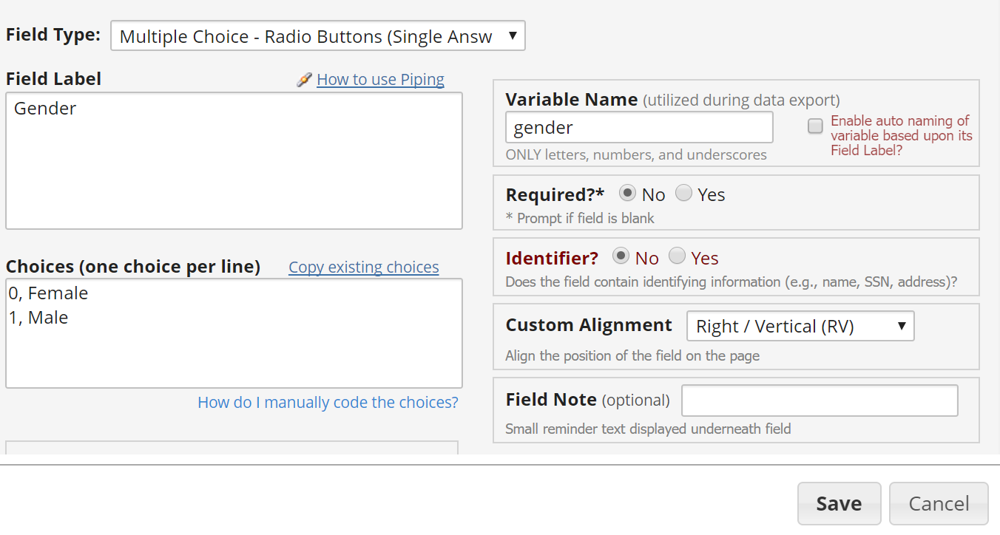 Field Type: Multiple Choice - Radio Buttons (Single Answ
Field Label How to use Piping
Gender
Choices (one choice per line) Copy existing choices
0, Female
1, Male
How do I manually code the choices?
Variable Name (utilized during data export)
gender
ONLY letters, numbers, and underscores
Enable auto naming of
variable based upon its
Field Label?
Required?* No Yes
* Prompt if field is blank
Identifier? No Yes
Does the field contain identifying information (e.g., name, SSN, address)?
Custom Alignment Right / Vertical (RV)
Align the position of the field on the page
Field Note (optional)
Small reminder text displayed underneath field
Save Cancel